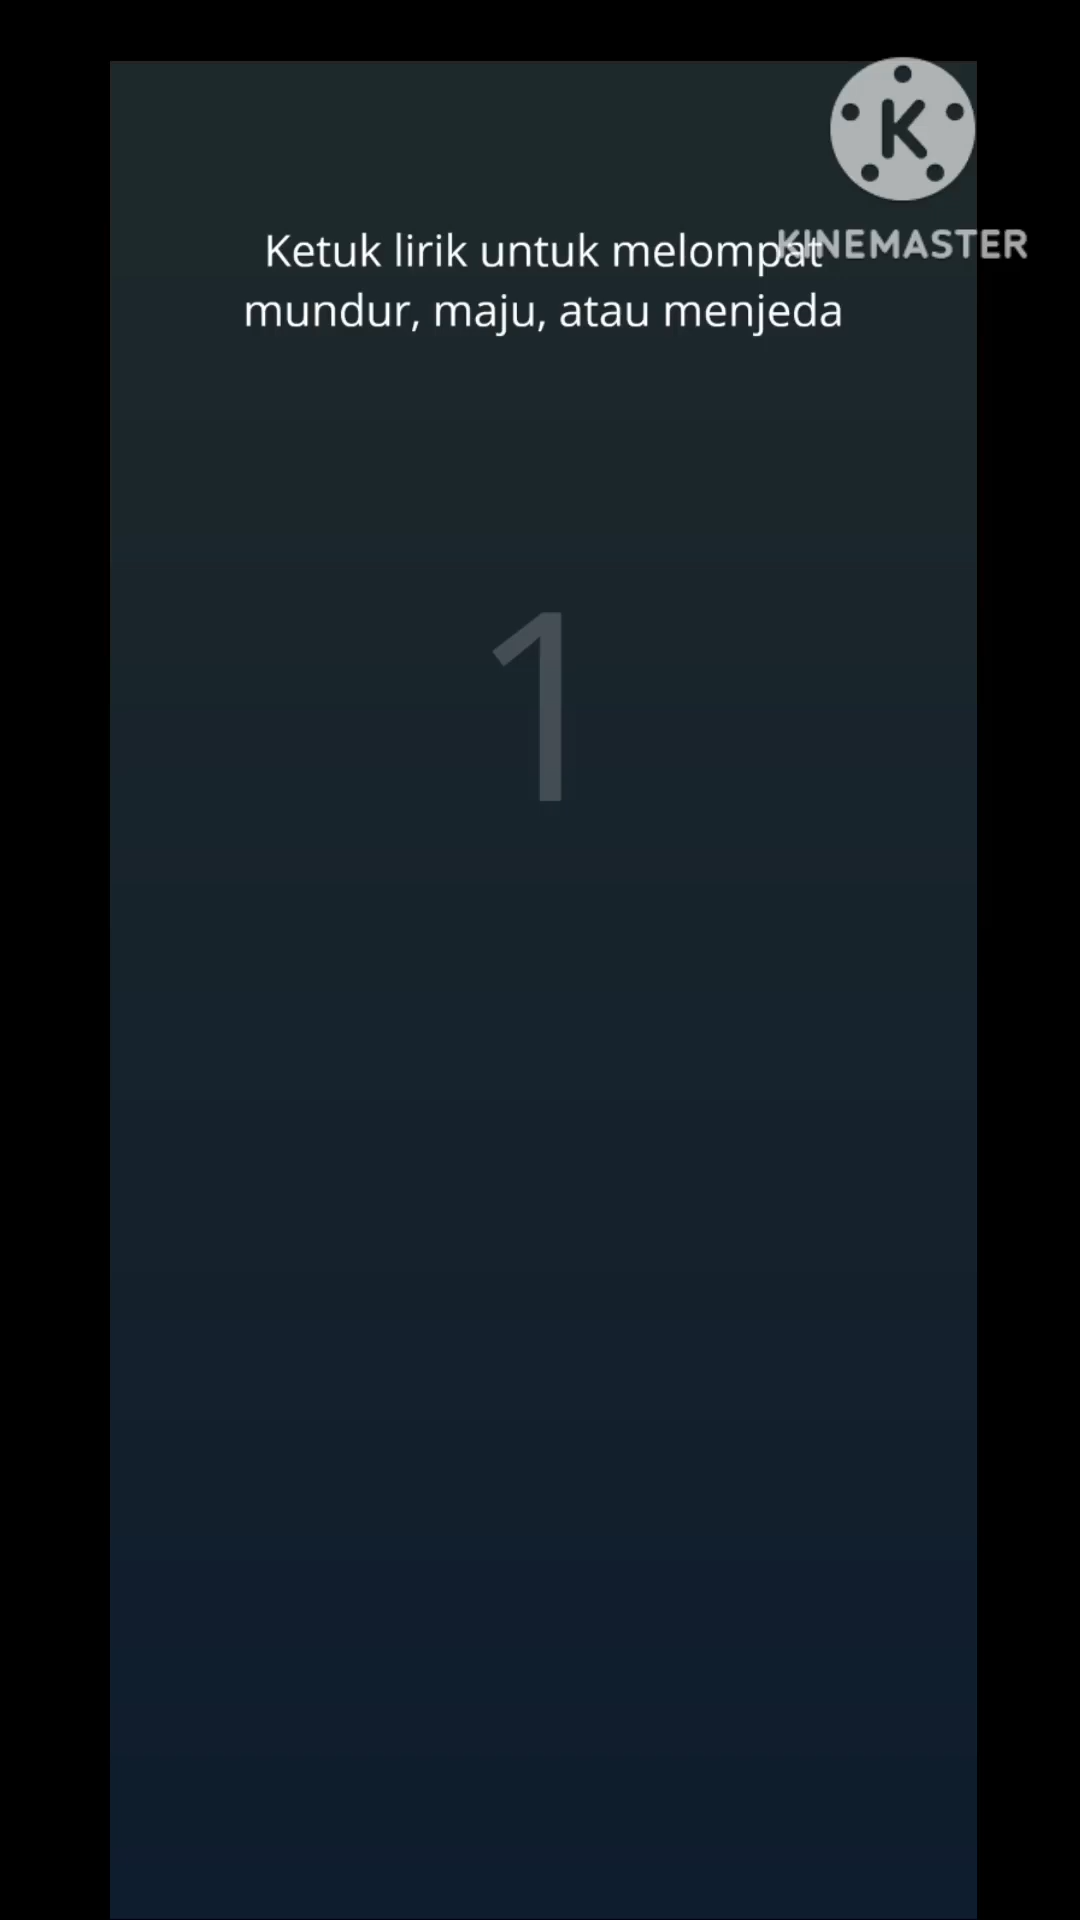 K
KINEMASTER
Ketuk lirik untuk melompat
mundur, maju, atau menjeda
1